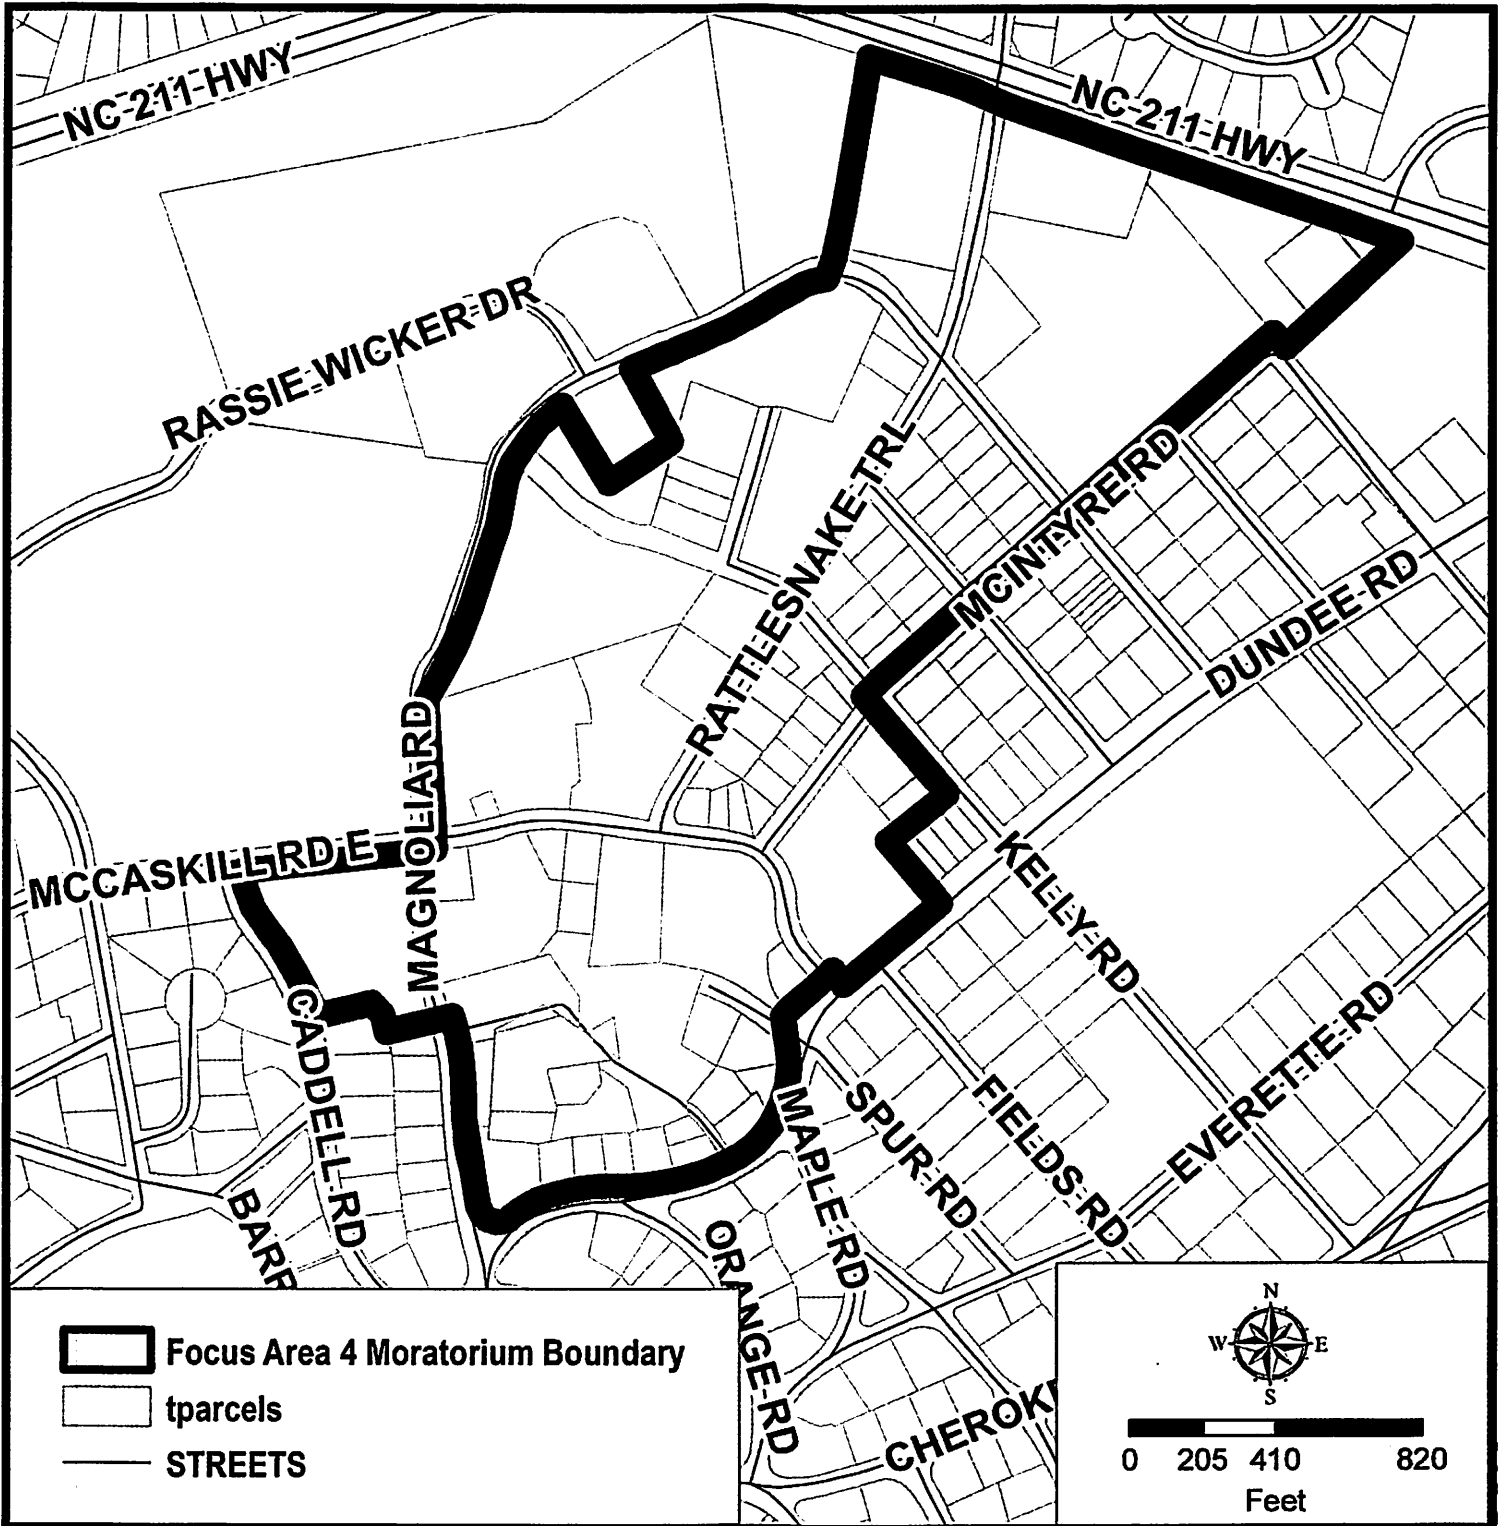 NC 211 HWY
NC 211 HWY
RASSIE WICKER DR
RATTLESNAKE TRL
MCINTYRE RD
DUNDEE RD
MAGNOLIA RD
MCCASKILL RD E
KELLY RD
CADDELL RD
MAPLE RD
SPUR RD
FIELDS RD
EVERETTE RD
BARR
ORANGE RD
CHEROK
Focus Area 4 Moratorium Boundary
tparcels
STREETS
N
W E
S
0 205 410 820
Feet